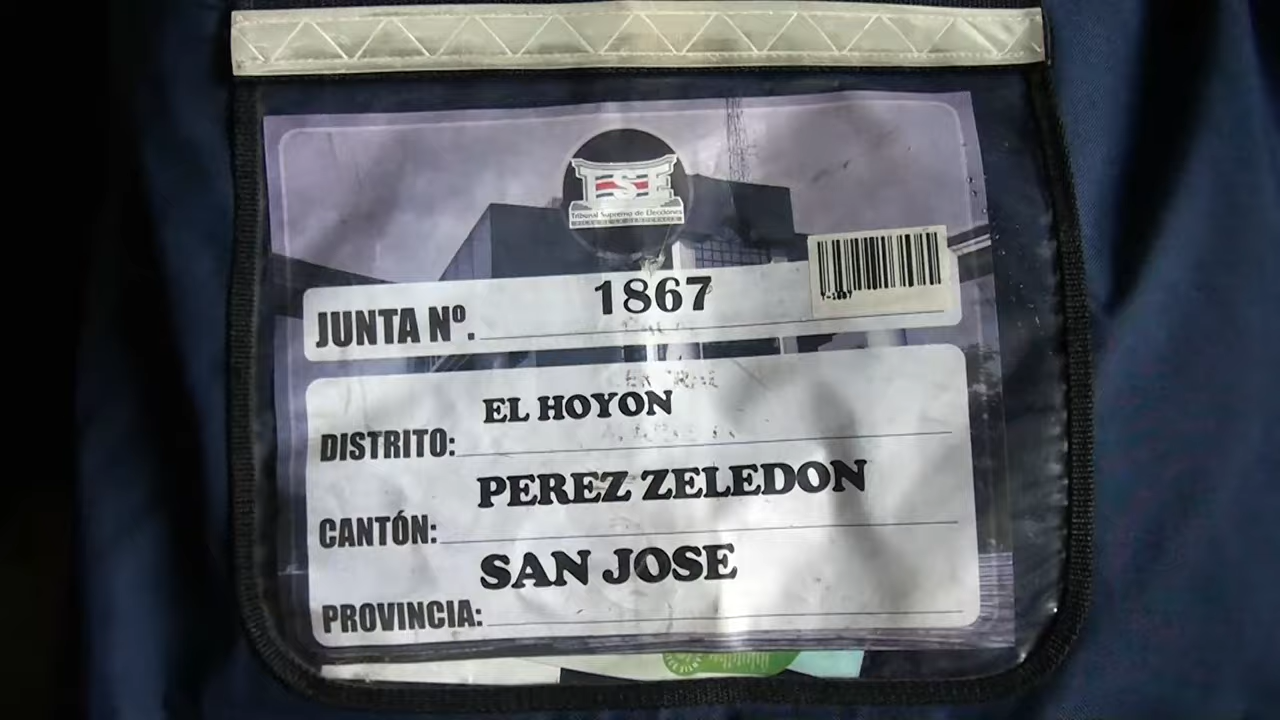 TSE
Tribunal Supremo de Elecciones
JUNTA Nº. 1867
EL HOYON
DISTRITO:
PEREZ ZELEDON
CANTÓN:
SAN JOSE
PROVINCIA: